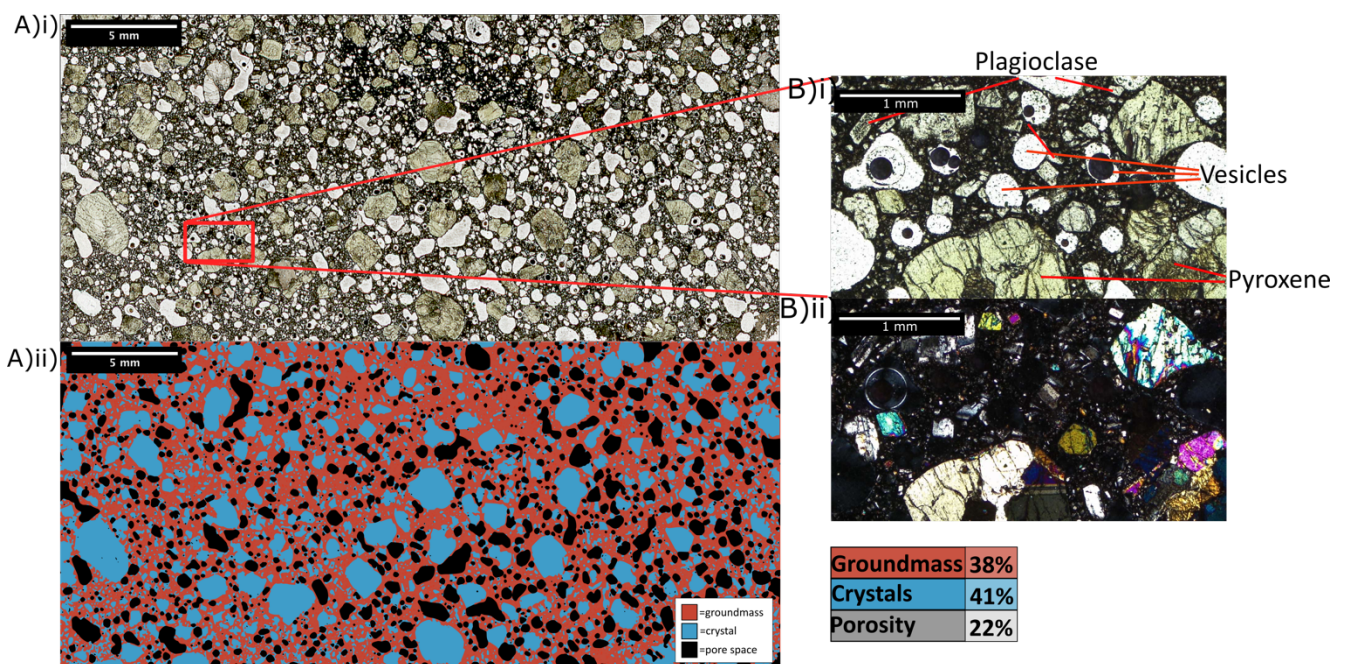 A)i)
5 mm
Plagioclase
B)i)
1 mm
Vesicles
Pyroxene
B)ii)
1 mm
A)ii)
5 mm
=groundmass
=crystal
=pore space
Groundmass 38%
Crystals 41%
Porosity 22%